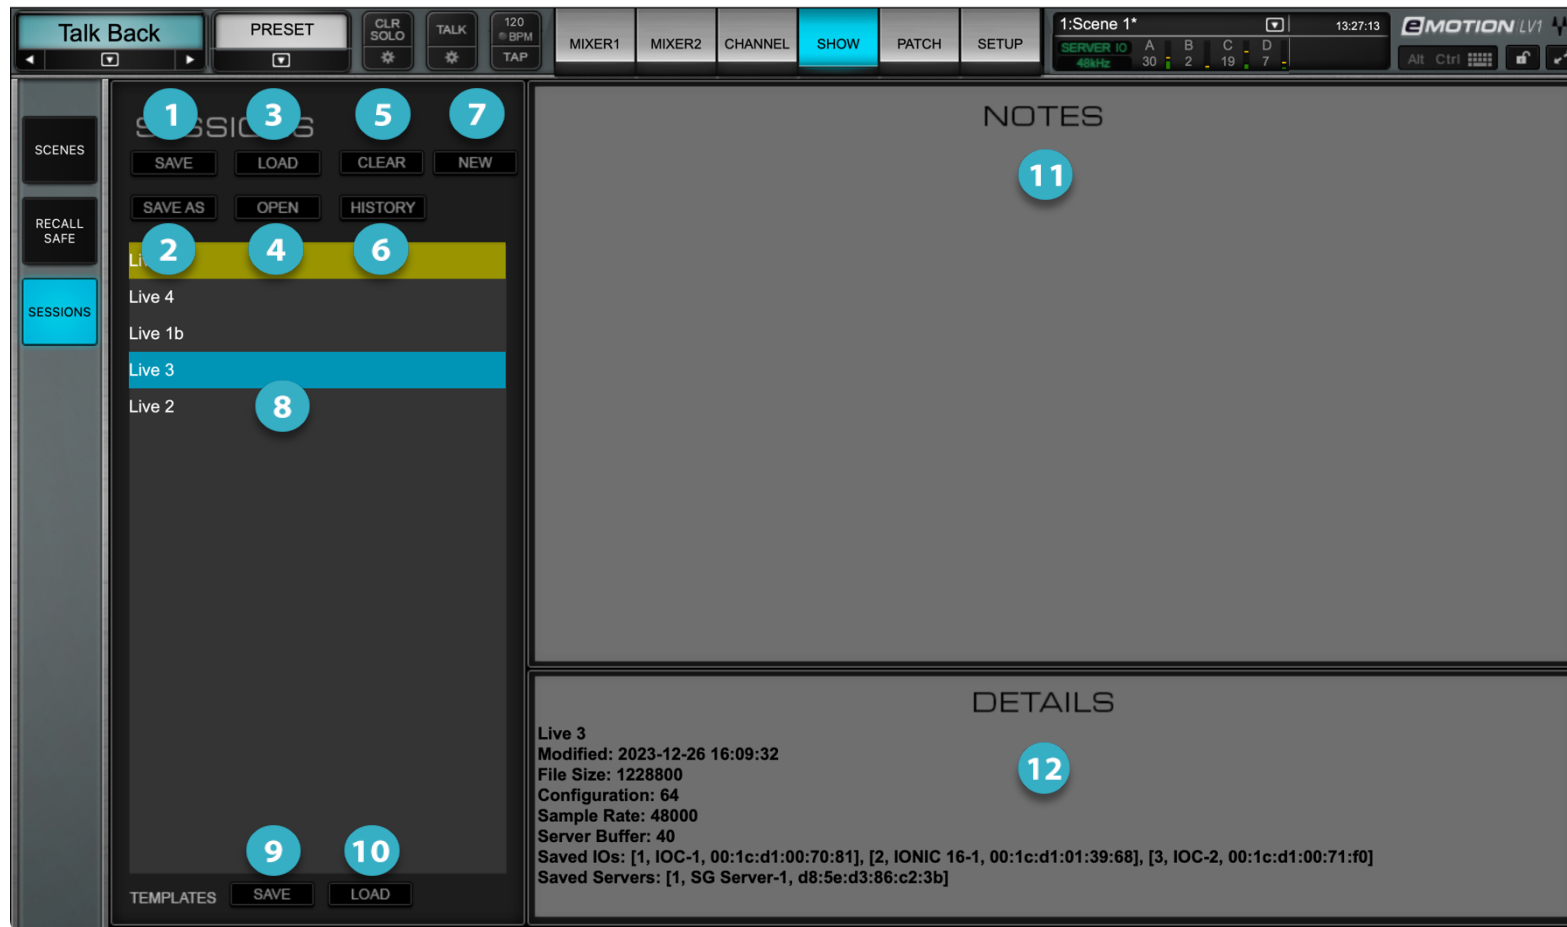 Talk Back
PRESET
CLR SOLO
TALK
120
BPM
TAP
MIXER1
MIXER2
CHANNEL
SHOW
PATCH
SETUP
1:Scene 1*
13:27:13
SERVER IO
A B C D
48kHz
30 2 19 7
eMOTION LV1
Alt Ctrl
SCENES
RECALL SAFE
SESSIONS
1
3
5
7
SAVE
LOAD
CLEAR
NEW
SAVE AS
OPEN
HISTORY
2
4
6
Live 4
Live 1b
Live 3
Live 2
8
9
10
TEMPLATES
SAVE
LOAD
NOTES
11
DETAILS
Live 3
Modified: 2023-12-26 16:09:32
File Size: 1228800
Configuration: 64
Sample Rate: 48000
Server Buffer: 40
Saved IOs: [1, IOC-1, 00:1c:d1:00:70:81], [2, IONIC 16-1, 00:1c:d1:01:39:68], [3, IOC-2, 00:1c:d1:00:71:f0]
Saved Servers: [1, SG Server-1, d8:5e:d3:86:c2:3b]
12